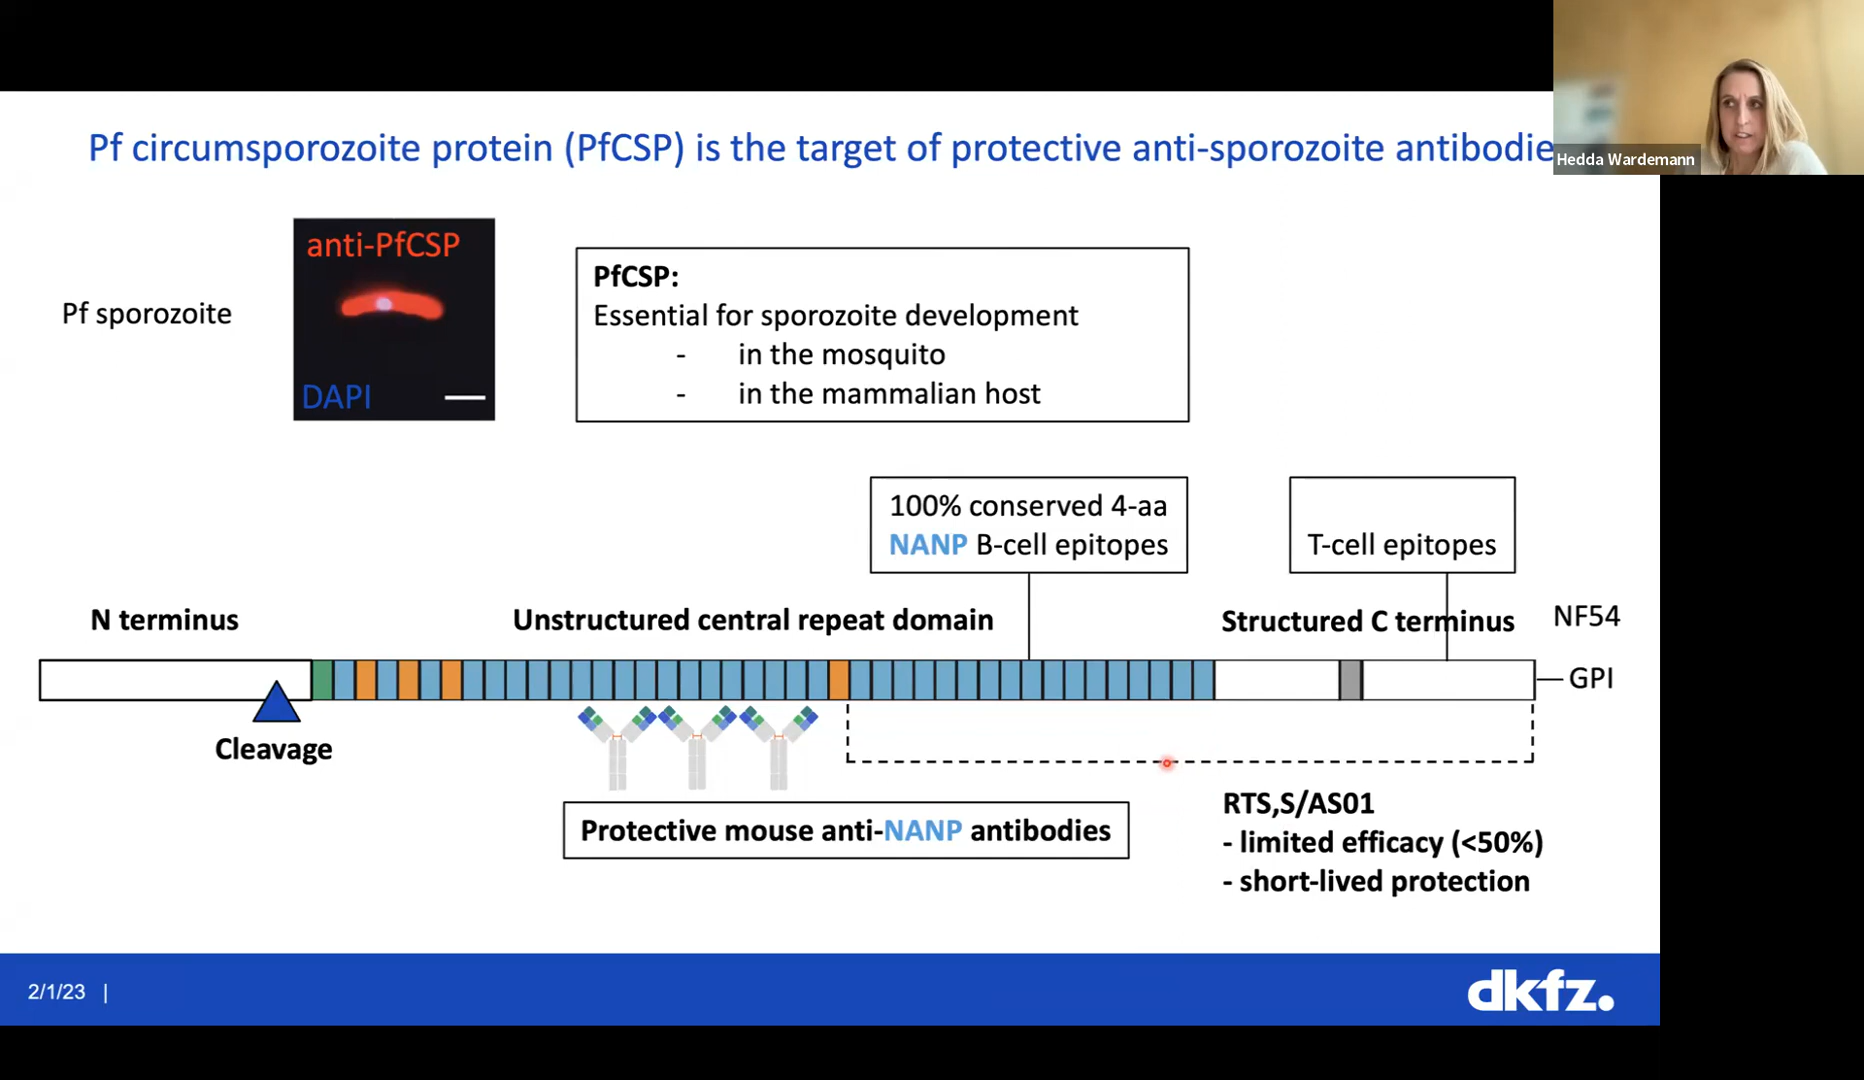 Pf circumsporozoite protein (PfCSP) is the target of protective anti-sporozoite antibodie
Hedda Wardemann
anti-PfCSP
Pf sporozoite
DAPI
PfCSP:
Essential for sporozoite development
- in the mosquito
- in the mammalian host
100% conserved 4-aa
NANP B-cell epitopes
T-cell epitopes
N terminus
Unstructured central repeat domain
Structured C terminus
NF54
GPI
Cleavage
Protective mouse anti-NANP antibodies
RTS,S/AS01
- limited efficacy (<50%)
- short-lived protection
2/1/23 |
dkfz.